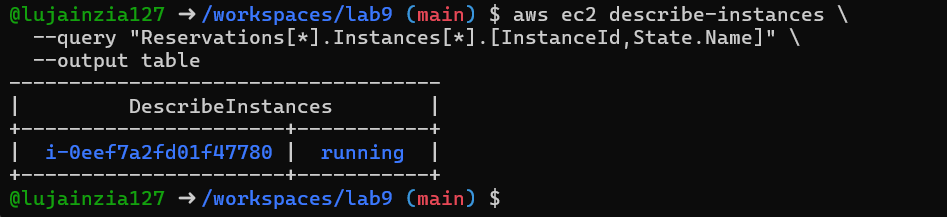 @lujainzia127 ➜ /workspaces/lab9 (main) $ aws ec2 describe-instances \
  --query "Reservations[*].Instances[*].[InstanceId,State.Name]" \
  --output table
------------------------------------
|         DescribeInstances        |
+----------------------+-----------+
|  i-0eef7a2fd01f47780 |  running  |
+----------------------+-----------+
@lujainzia127 ➜ /workspaces/lab9 (main) $